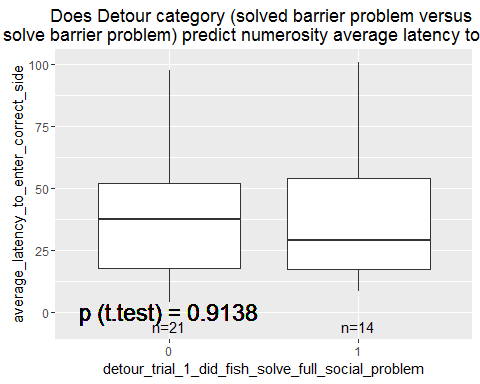 Does Detour category (solved barrier problem versus
solve barrier problem) predict numerosity average latency to
average_latency_to_enter_correct_side
100
75
50
25
0
p (t.test) = 0.9138
n=21
n=14
0
1
detour_trial_1_did_fish_solve_full_social_problem